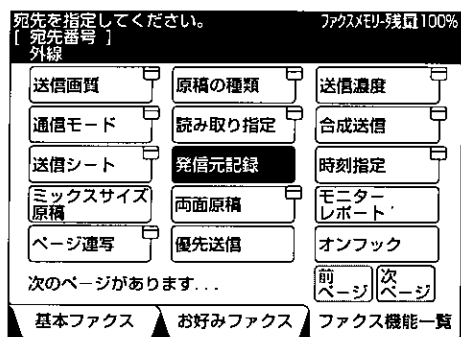 宛先を指定してください。 ファクスメモリー残量100%
[ 宛先番号 ]
外線
送信画質 原稿の種類 送信濃度
通信モード 読み取り指定 合成送信
送信シート 発信元記録 時刻指定
ミックスサイズ
原稿 両面原稿 モニター
レポート
ページ連写 優先送信 オンフック
次のページがあります...
前
ページ 次
ページ
基本ファクス お好みファクス ファクス機能一覧